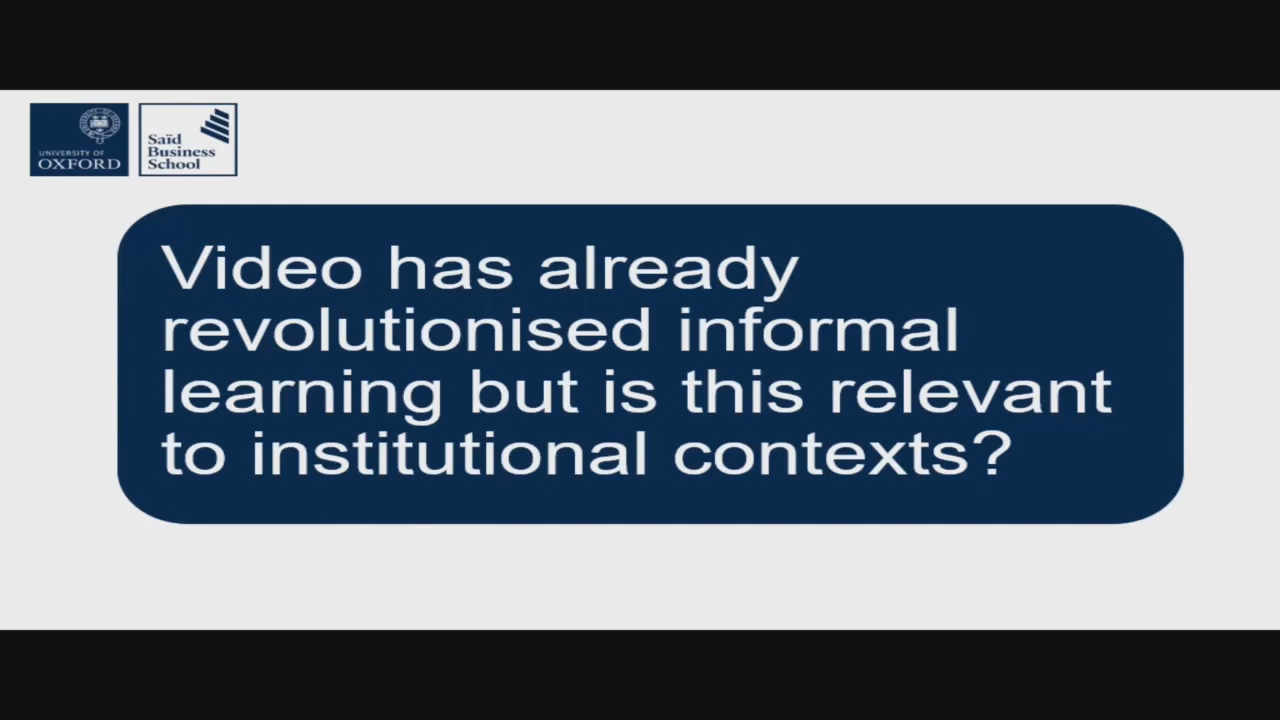 UNIVERSITY OF
OXFORD
Saïd
Business
School
Video has already
revolutionised informal
learning but is this relevant
to institutional contexts?